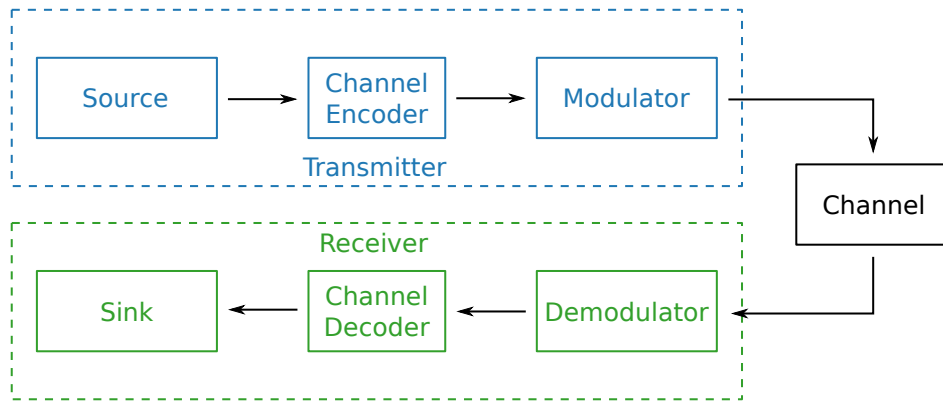 Source
Channel
Encoder
Modulator
Transmitter
Channel
Receiver
Sink
Channel
Decoder
Demodulator